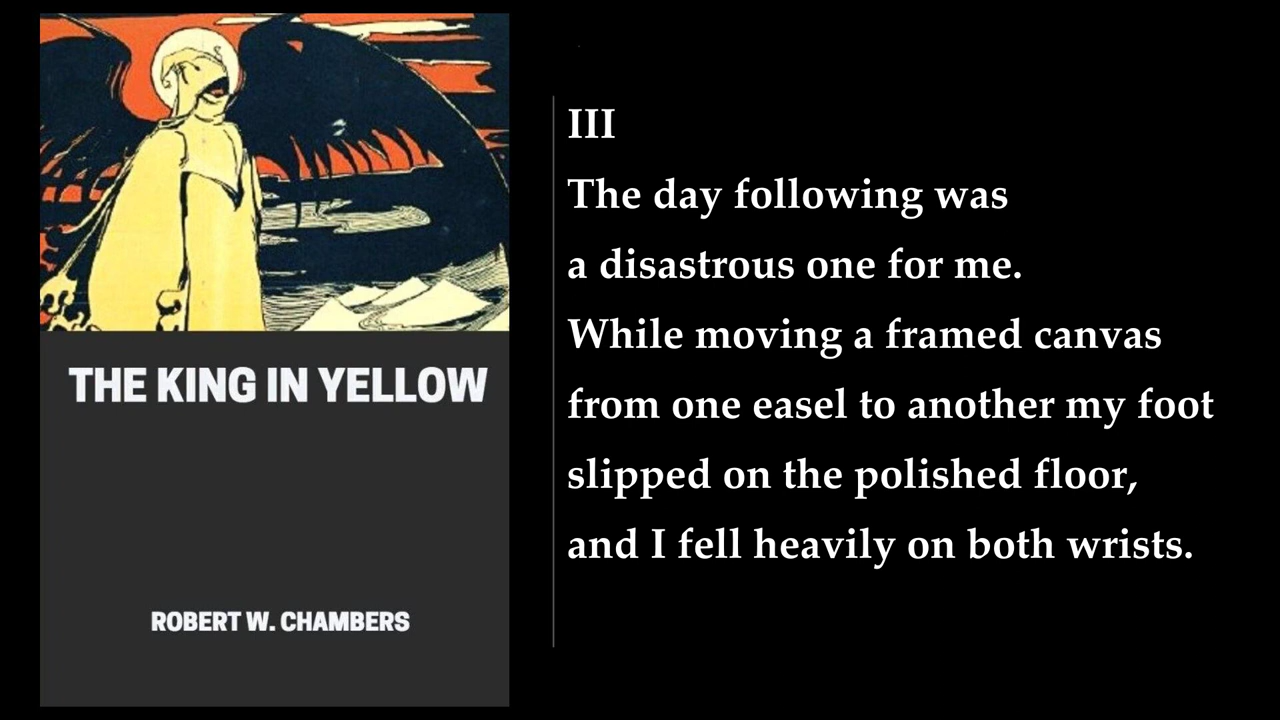 THE KING IN YELLOW
ROBERT W. CHAMBERS
III
The day following was
a disastrous one for me.
While moving a framed canvas
from one easel to another my foot
slipped on the polished floor,
and I fell heavily on both wrists.